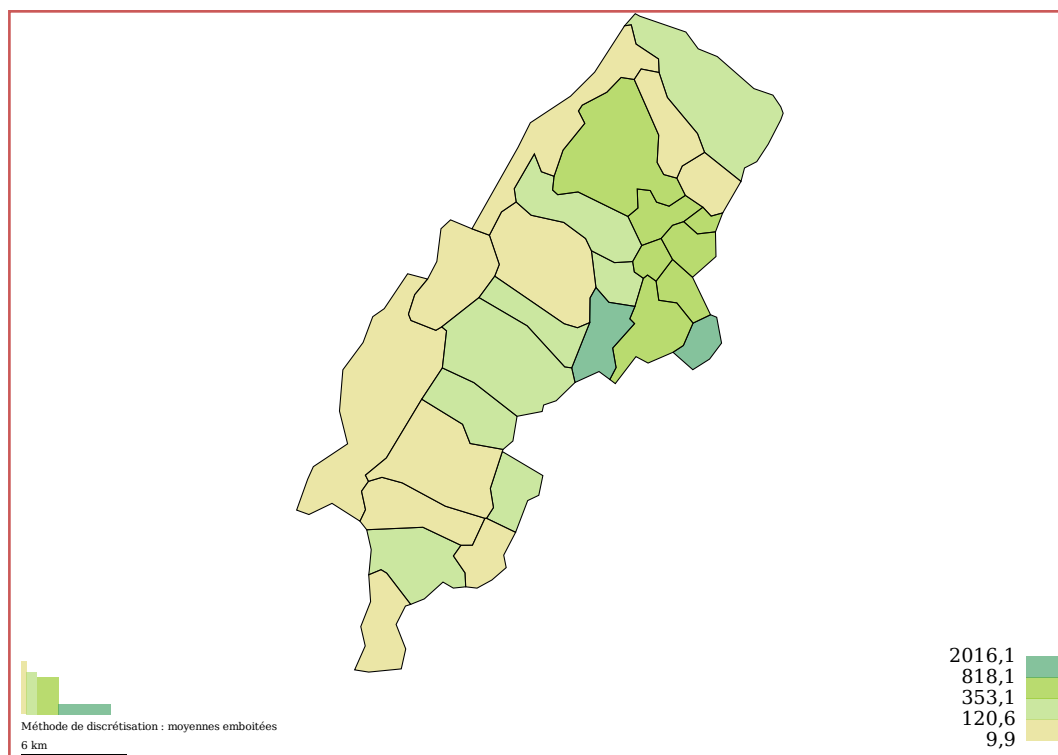 2016,1
818,1
353,1
120,6
9,9
Méthode de discrétisation : moyennes emboitées
6 km